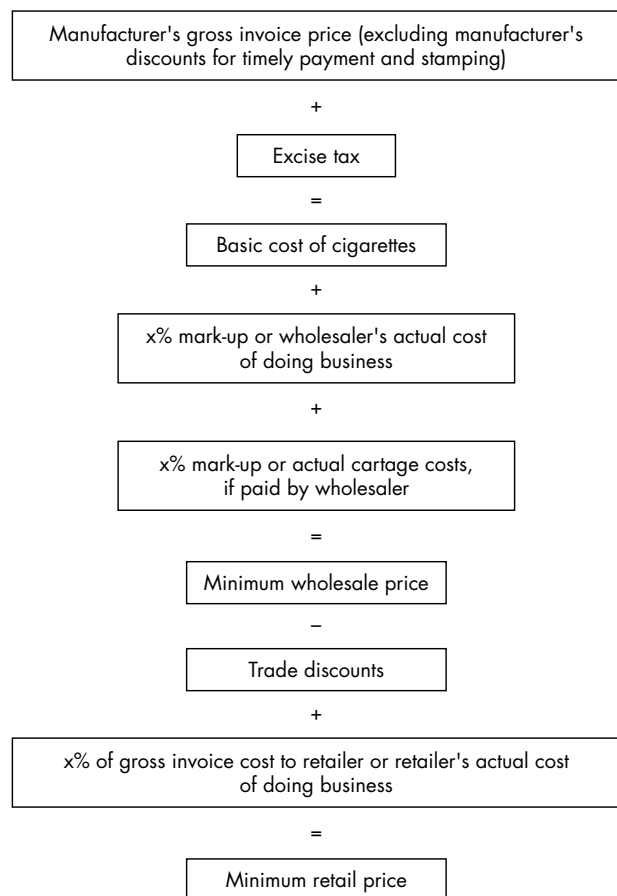 Manufacturer's gross invoice price (excluding manufacturer's
discounts for timely payment and stamping)
+
Excise tax
=
Basic cost of cigarettes
+
x% mark-up or wholesaler's actual cost
of doing business
+
x% mark-up or actual cartage costs,
if paid by wholesaler
=
Minimum wholesale price
–
Trade discounts
+
x% of gross invoice cost to retailer or retailer's actual cost
of doing business
=
Minimum retail price